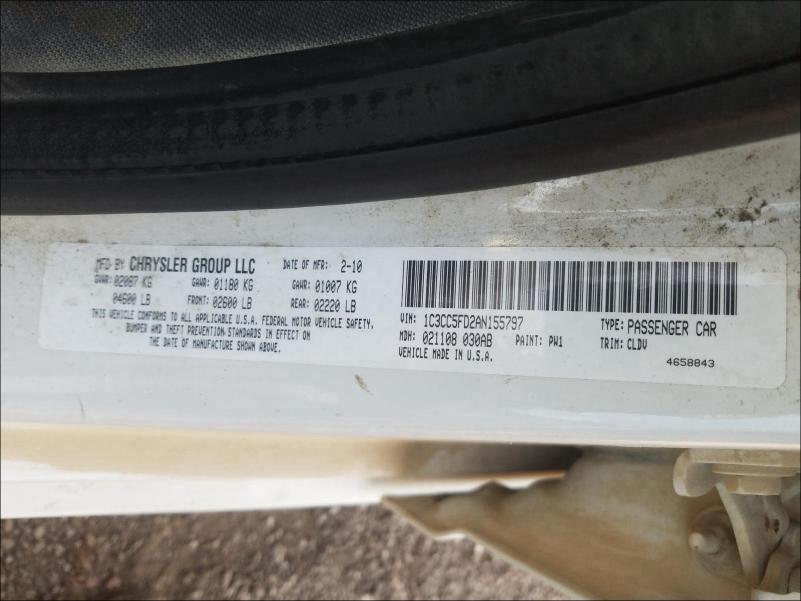 MFD BY CHRYSLER GROUP LLC DATE OF MFR: 2-10
GVWR: 02087 KG GAWR: 01180 KG GAWR: 01007 KG
04600 LB FRONT: 02600 LB REAR: 02220 LB
THIS VEHICLE CONFORMS TO ALL APPLICABLE U.S.A. FEDERAL MOTOR VEHICLE SAFETY,
BUMPER AND THEFT PREVENTION STANDARDS IN EFFECT ON
THE DATE OF MANUFACTURE SHOWN ABOVE.
VIN: 1C3CC5FD2AN155797 TYPE: PASSENGER CAR
MDH: 021108 030AB PAINT: PW1 TRIM: CLDV
VEHICLE MADE IN U.S.A. 4658843